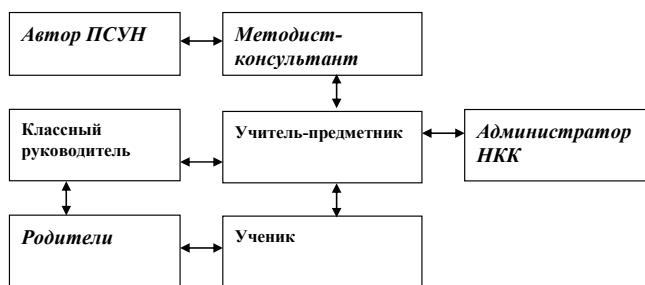 Автор ПСУН
Методист-
консультант
Классный
руководитель
Учитель-предметник
Администратор
НКК
Родители
Ученик